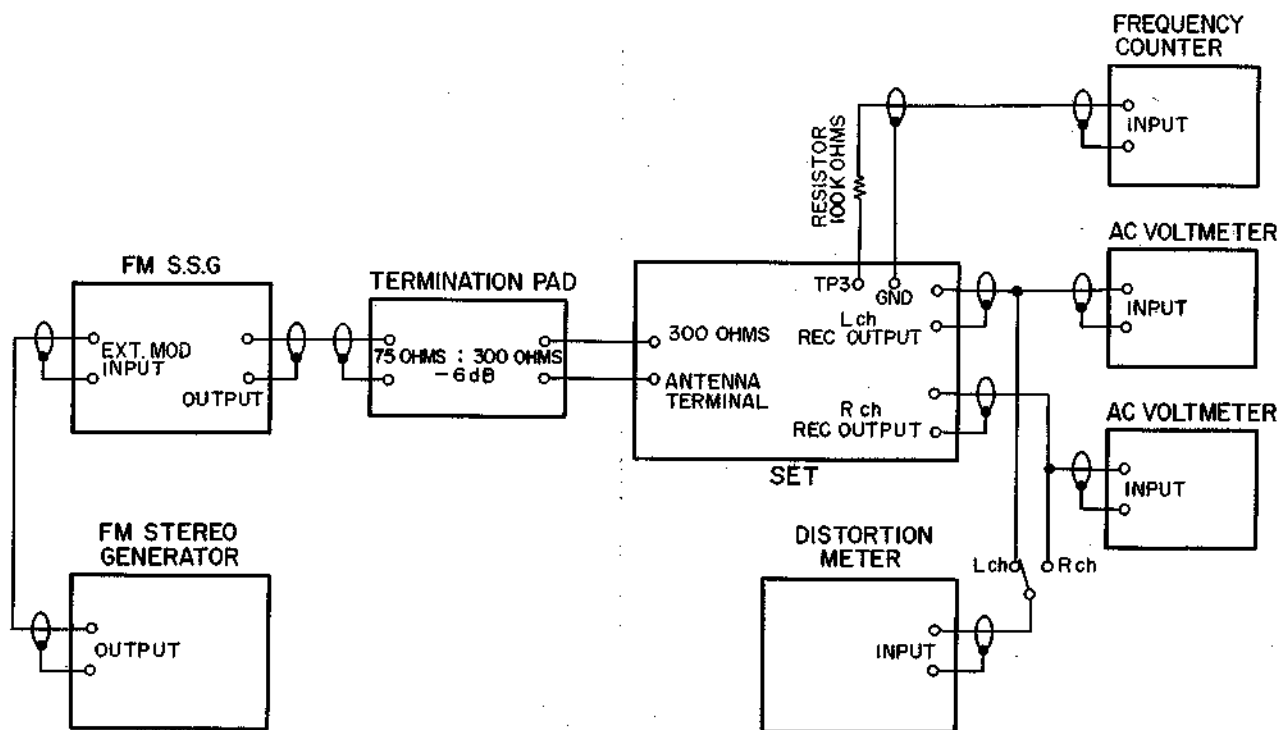 FREQUENCY
COUNTER
INPUT
RESISTOR
100K OHMS
AC VOLTMETER
INPUT
FM S.S.G
EXT. MOD
INPUT
OUTPUT
TERMINATION PAD
75 OHMS : 300 OHMS
-6dB
TP3
GND
300 OHMS
ANTENNA
TERMINAL
L ch
REC OUTPUT
R ch
REC OUTPUT
SET
AC VOLTMETER
INPUT
FM STEREO
GENERATOR
OUTPUT
DISTORTION
METER
INPUT
L ch
R ch